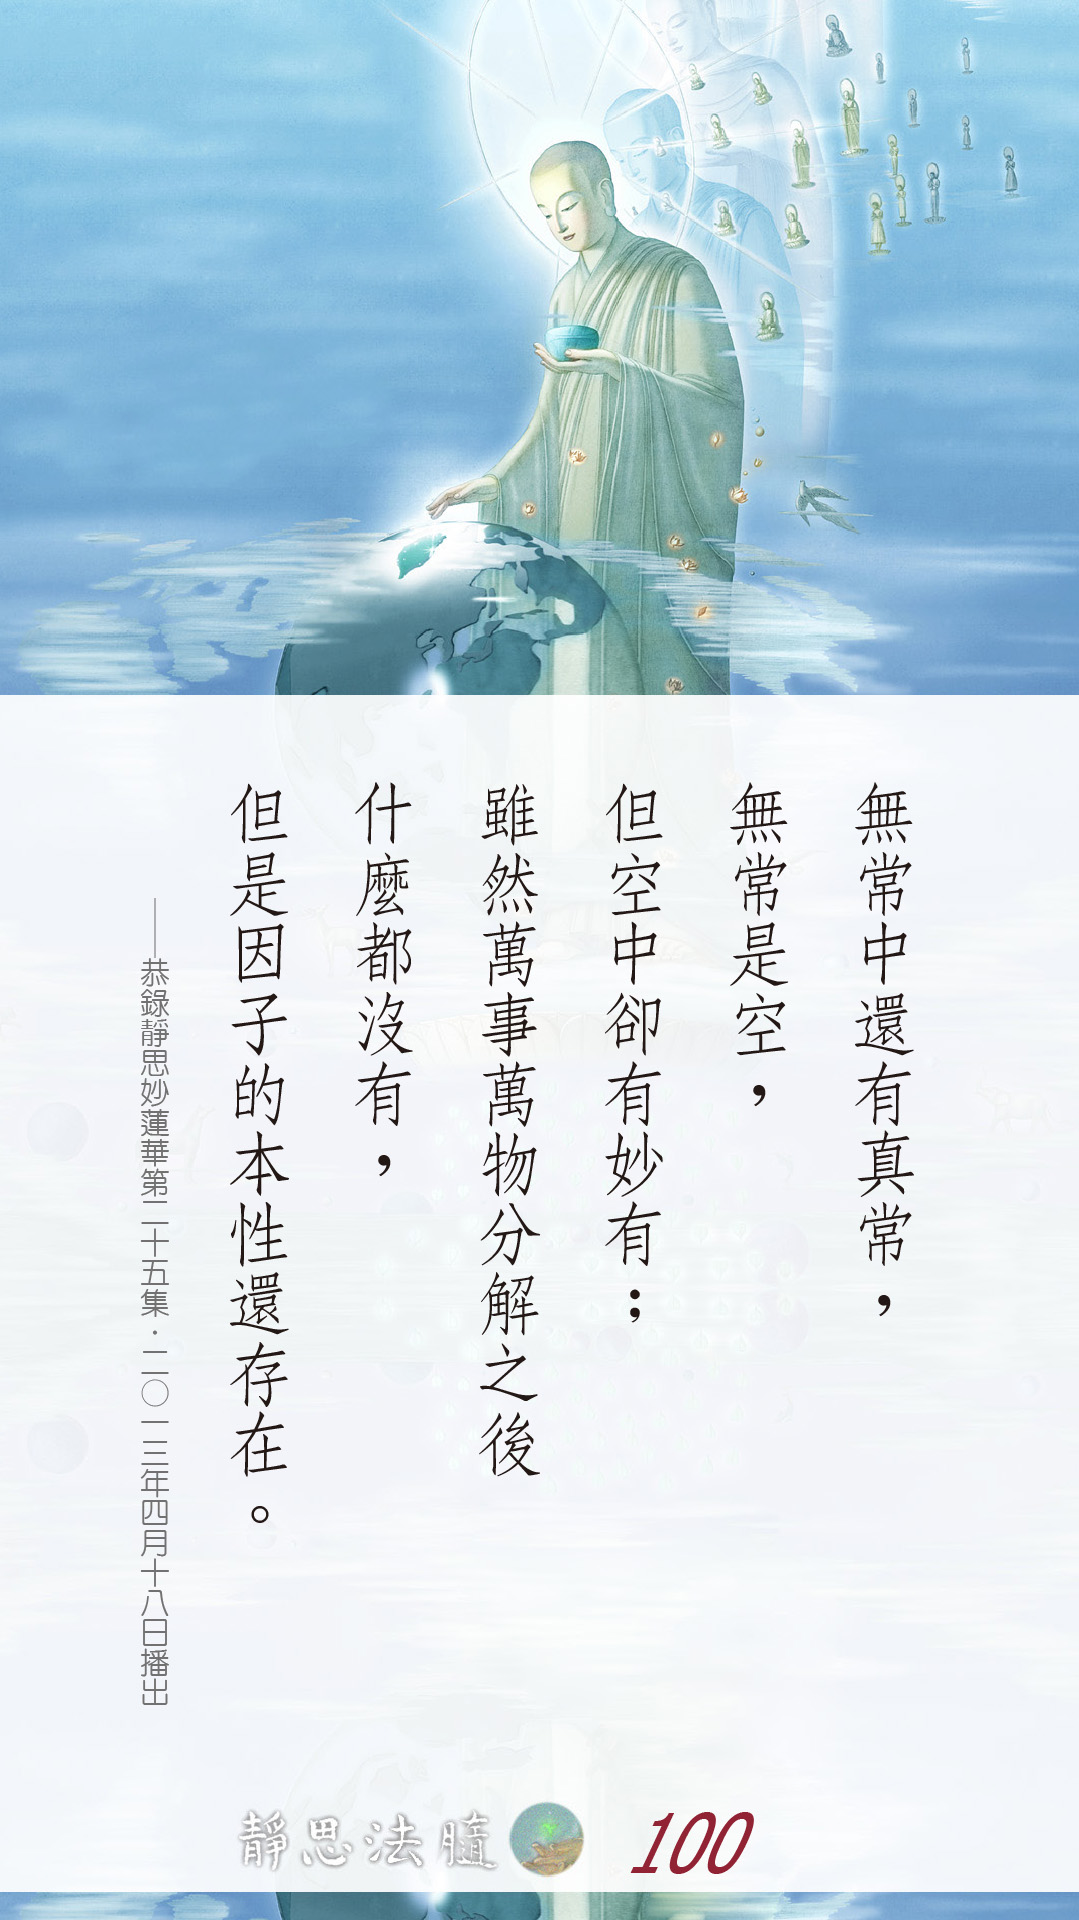 無常中還有真常，
無常是空，
但空中卻有妙有；
雖然萬事萬物分解之後
什麼都沒有，
但是因子的本性還存在。
——恭錄靜思妙蓮華第二十五集．二〇一三年四月十八日播出
靜思法髓
100